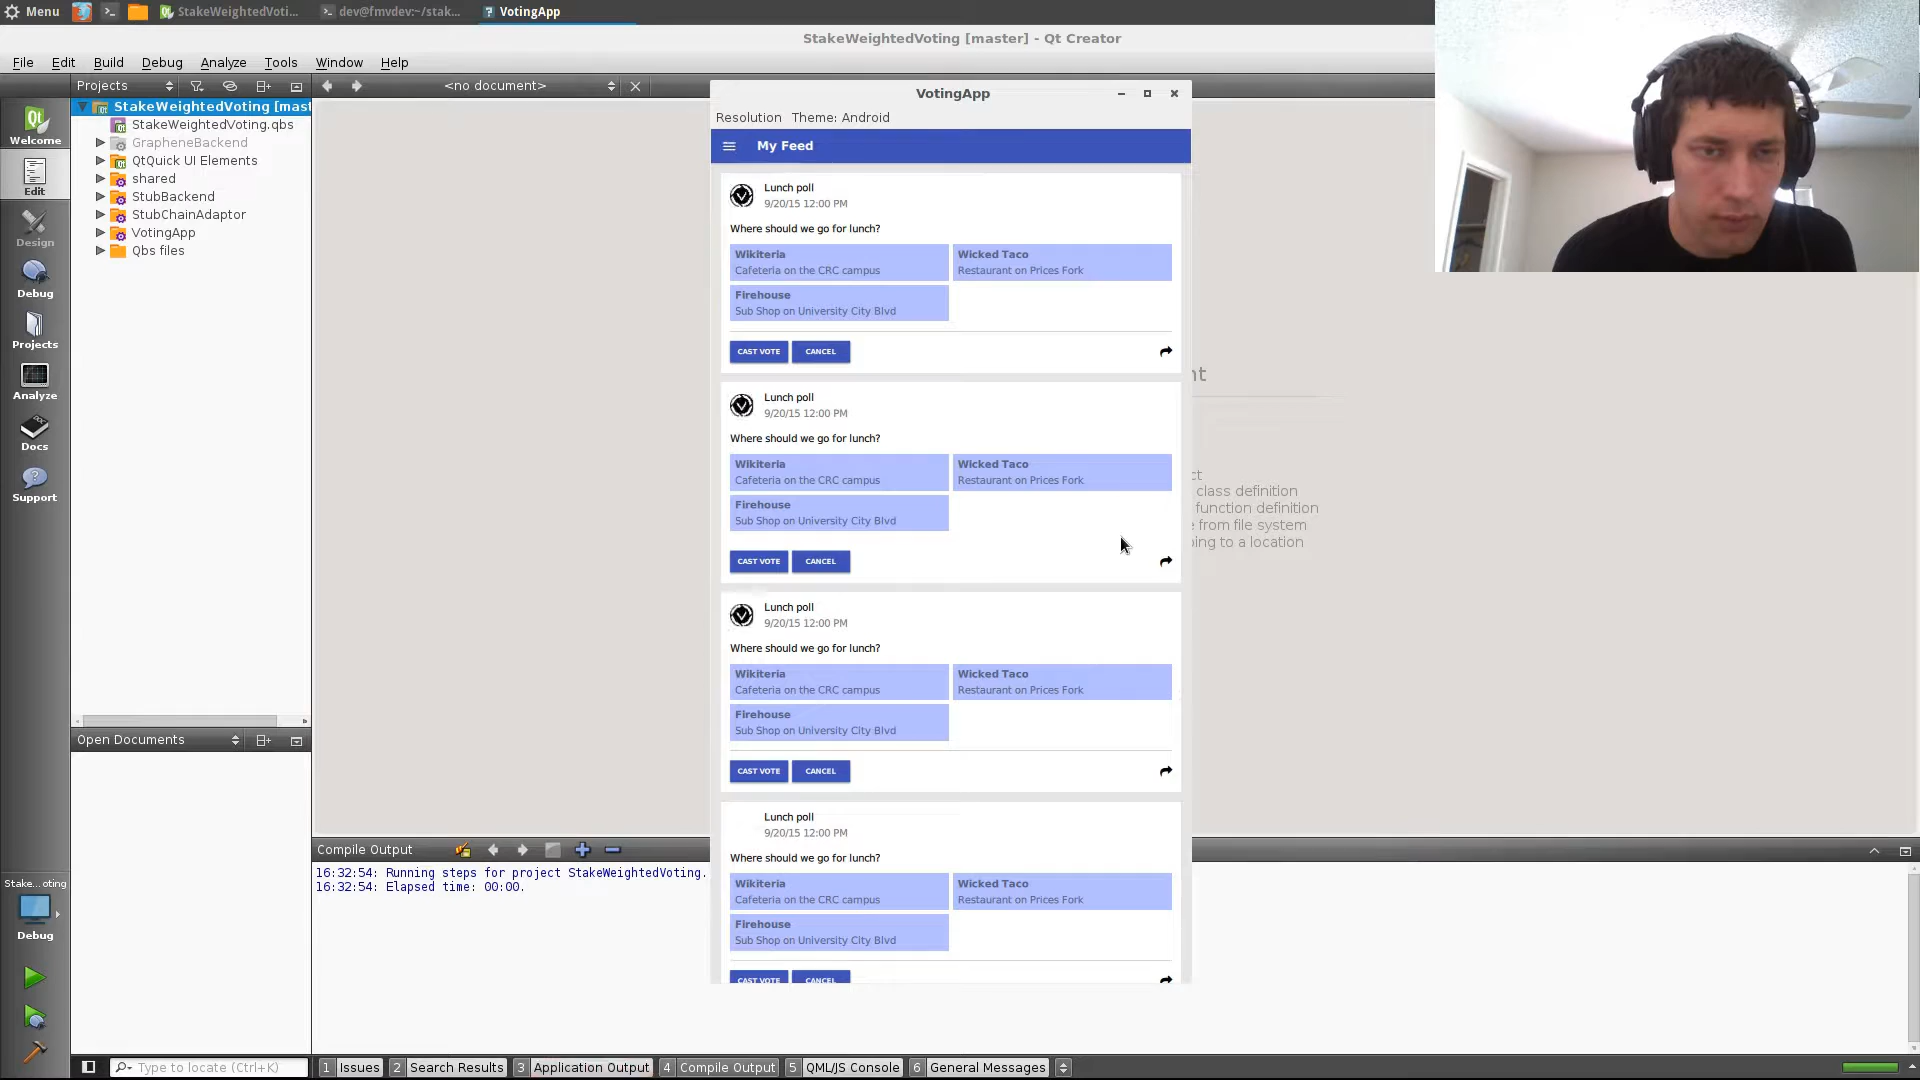 Menu
StakeWeightedVoti...
dev@fmvdev:~/stak...
VotingApp
StakeWeightedVoting [master] - Qt Creator
File Edit Build Debug Analyze Tools Window Help
Projects
<no document>
Welcome
Edit
Design
Debug
Projects
Analyze
Docs
Support
StakeWeightedVoting [mast
StakeWeightedVoting.qbs
GrapheneBackend
QtQuick UI Elements
shared
StubBackend
StubChainAdaptor
VotingApp
Qbs files
Open Documents
VotingApp
Resolution Theme: Android
My Feed
Lunch poll
9/20/15 12:00 PM
Where should we go for lunch?
Wikiteria
Cafeteria on the CRC campus
Wicked Taco
Restaurant on Prices Fork
Firehouse
Sub Shop on University City Blvd
CAST VOTE CANCEL
Lunch poll
9/20/15 12:00 PM
Where should we go for lunch?
Wikiteria
Cafeteria on the CRC campus
Wicked Taco
Restaurant on Prices Fork
Firehouse
Sub Shop on University City Blvd
CAST VOTE CANCEL
Lunch poll
9/20/15 12:00 PM
Where should we go for lunch?
Wikiteria
Cafeteria on the CRC campus
Wicked Taco
Restaurant on Prices Fork
Firehouse
Sub Shop on University City Blvd
CAST VOTE CANCEL
Lunch poll
9/20/15 12:00 PM
Where should we go for lunch?
Wikiteria
Cafeteria on the CRC campus
Wicked Taco
Restaurant on Prices Fork
Firehouse
Sub Shop on University City Blvd
CAST VOTE CANCEL
nt
ct
class definition
function definition
e from file system
ping to a location
Compile Output
16:32:54: Running steps for project StakeWeightedVoting.
16:32:54: Elapsed time: 00:00.
Stake...oting
Debug
Type to locate (Ctrl+K)
1 Issues
2 Search Results
3 Application Output
4 Compile Output
5 QML/JS Console
6 General Messages